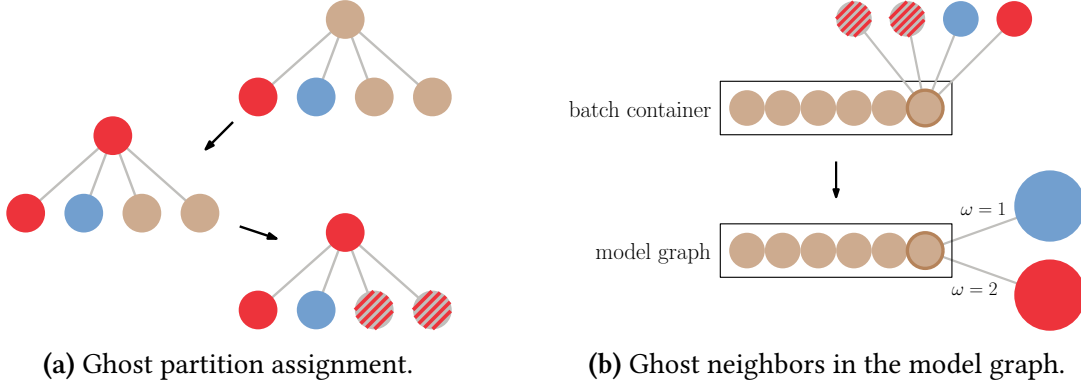 batch container
model graph
ω = 1
ω = 2
(a) Ghost partition assignment.
(b) Ghost neighbors in the model graph.